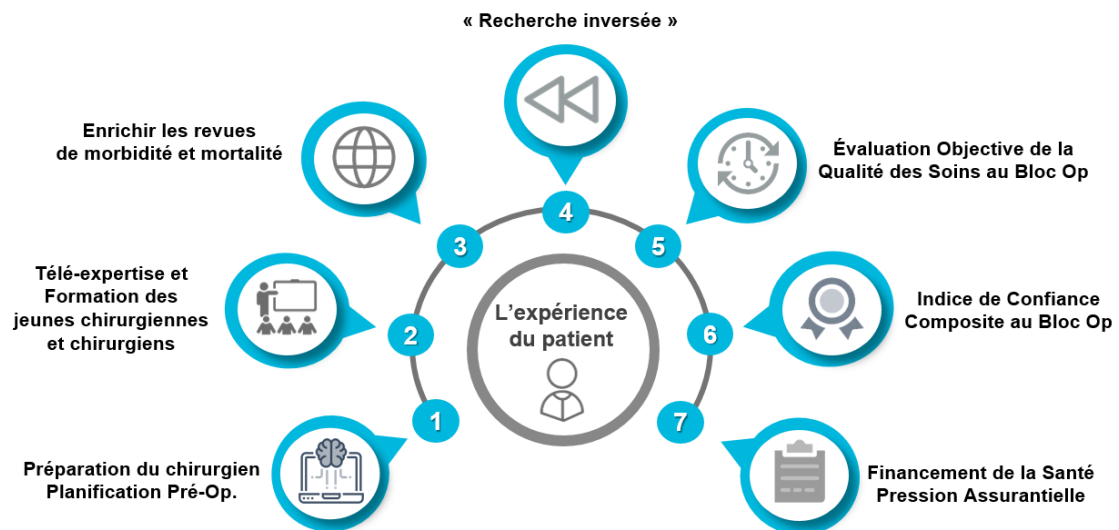 « Recherche inversée »
Enrichir les revues
de morbidité et mortalité
Évaluation Objective de la
Qualité des Soins au Bloc Op
4
3
5
Télé-expertise et
Formation des
jeunes chirurgiennes
et chirurgiens
L'expérience
du patient
Indice de Confiance
Composite au Bloc Op
2
6
1
7
Préparation du chirurgien
Planification Pré-Op.
Financement de la Santé
Pression Assurantielle